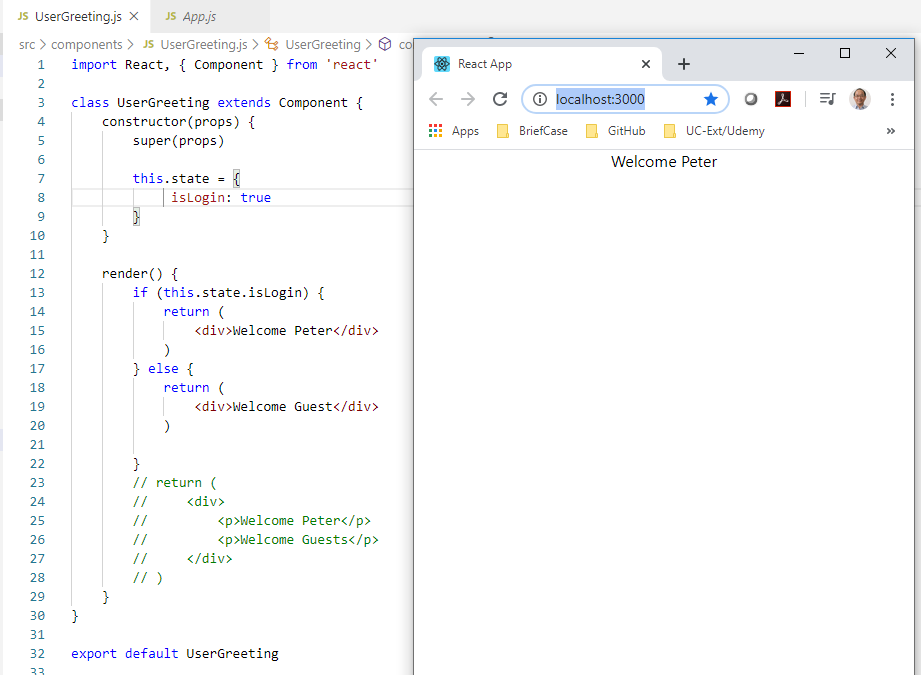 JS UserGreeting.js
JS App.js
src > components > JS UserGreeting.js > UserGreeting >
1 import React, { Component } from 'react'
2
3 class UserGreeting extends Component {
4 constructor(props) {
5 super(props)
6
7 this.state = {
8 isLogin: true
9 }
10 }
11
12 render() {
13 if (this.state.isLogin) {
14 return (
15 <div>Welcome Peter</div>
16 )
17 } else {
18 return (
19 <div>Welcome Guest</div>
20 )
21
22 }
23 // return (
24 // <div>
25 // <p>Welcome Peter</p>
26 // <p>Welcome Guests</p>
27 // </div>
28 // )
29 }
30 }
31
32 export default UserGreeting
33
React App
localhost:3000
Apps BriefCase GitHub UC-Ext/Udemy »
Welcome Peter